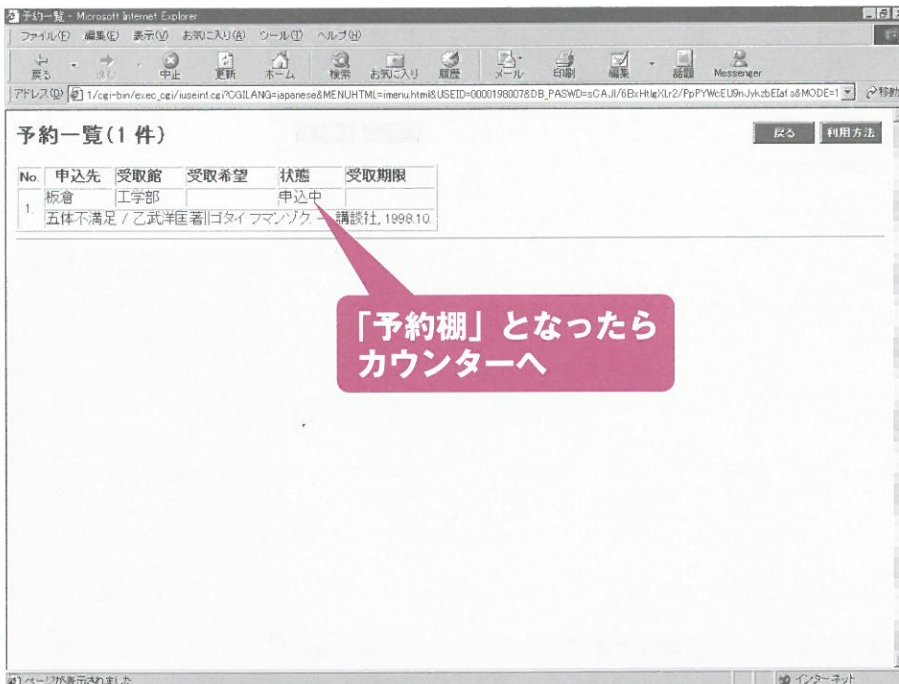 予約一覧 - Microsoft Internet Explorer
ファイル(F) 編集(E) 表示(V) お気に入り(A) ツール(T) ヘルプ(H)
戻る 中止 更新 ホーム 検索 お気に入り 履歴 メール 印刷 編集 話題 Messenger
アドレス(D) 1/cgi-bin/exec_cgi/iuseinf.cgi?CGILANG=japanese&MENUHTML=imenu.html&USEID=0000198007&DB_PASWD=
予約一覧(1 件) 戻る 利用方法
No. 申込先 受取館 受取希望 状態 受取期限
1. 板倉 工学部 申込中
五体不満足 / 乙武洋匡著||ゴタイ フマンゾク. -- 講談社, 1998.10.
「予約棚」となったら
カウンターへ
ページが表示されました インターネット